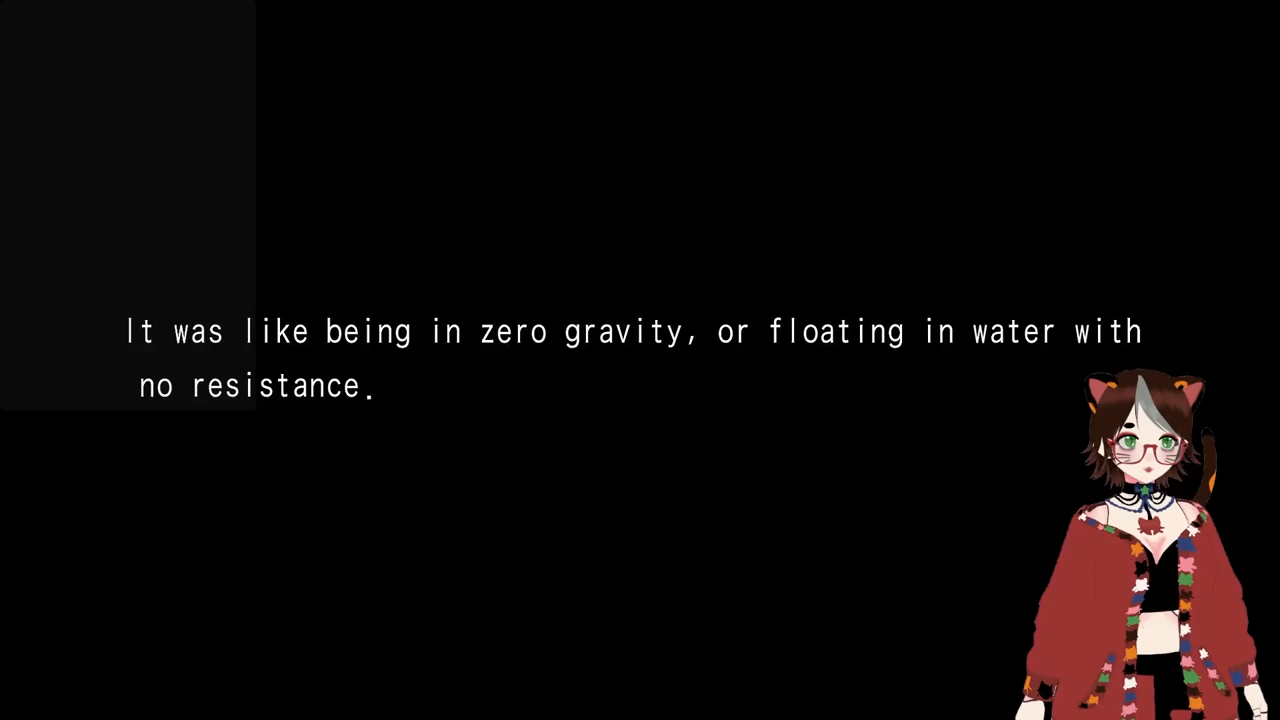 It was like being in zero gravity, or floating in water with
no resistance.